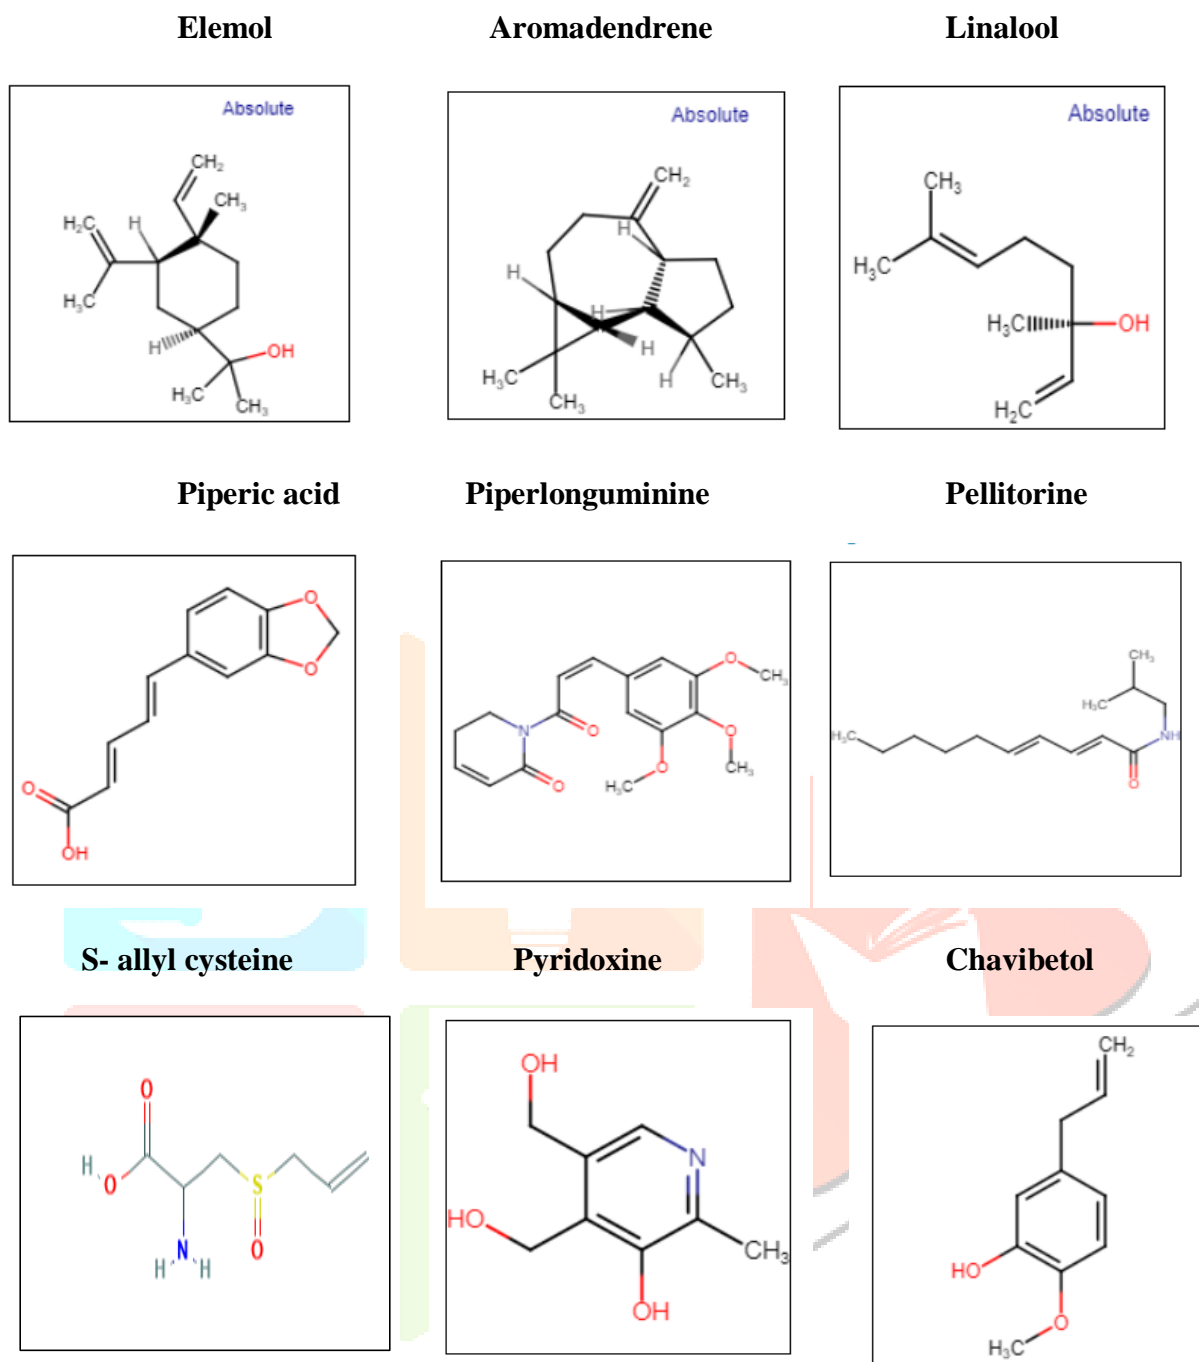 Elemol Aromadendrene Linalool
Absolute Absolute Absolute
CH2
CH3
H
H2C
H3C
H
OH
H3C
CH3
CH2
H
H
H
H
H
H3C
CH3
CH3
CH3
H3C
H3C
OH
H2C
Piperic acid Piperlonguminine Pellitorine
O
O
O
OH
O
CH3
N
O
O
O
O
CH3
H3C
CH3
H3C
H3C
NH
O
S- allyl cysteine Pyridoxine Chavibetol
O
H
O
S
N
O
H H
OH
N
HO
CH3
OH
CH2
HO
O
H3C